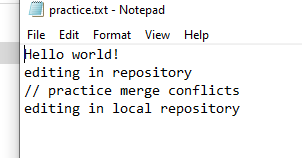 practice.txt - Notepad
File Edit Format View Help
Hello world!
editing in repository
// practice merge conflicts
editing in local repository